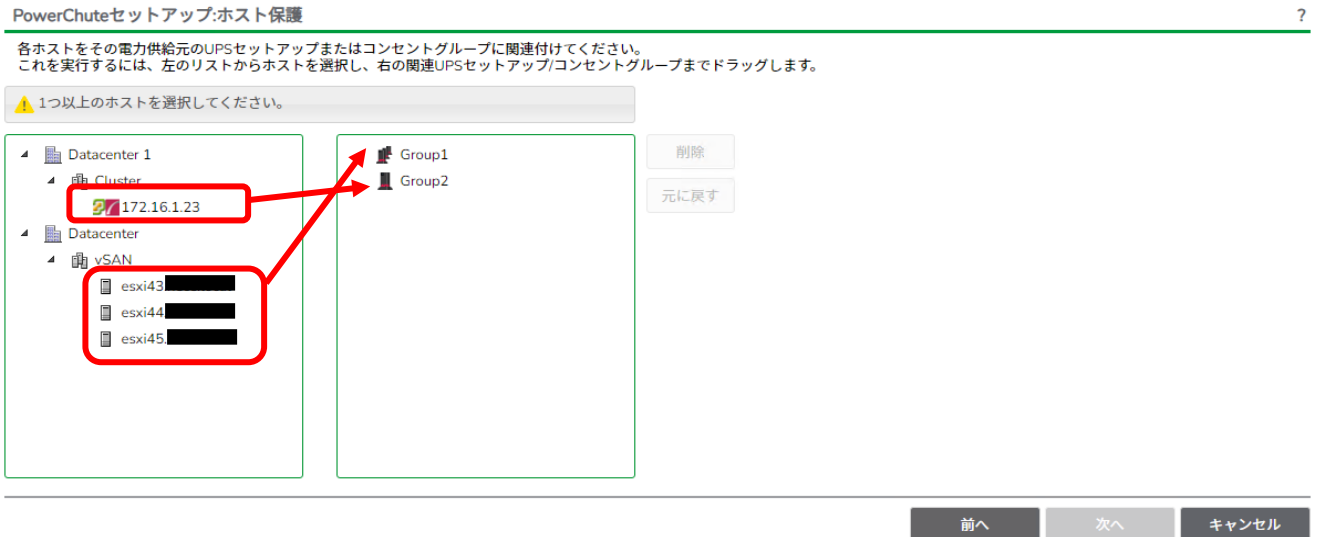 PowerChuteセットアップ:ホスト保護
?
各ホストをその電力供給元のUPSセットアップまたはコンセントグループに関連付けてください。
これを実行するには、左のリストからホストを選択し、右の関連UPSセットアップ/コンセントグループまでドラッグします。
1つ以上のホストを選択してください。
Datacenter 1
Cluster
172.16.1.23
Datacenter
vSAN
esxi43
esxi44
esxi45.
Group1
Group2
削除
元に戻す
前へ
次へ
キャンセル